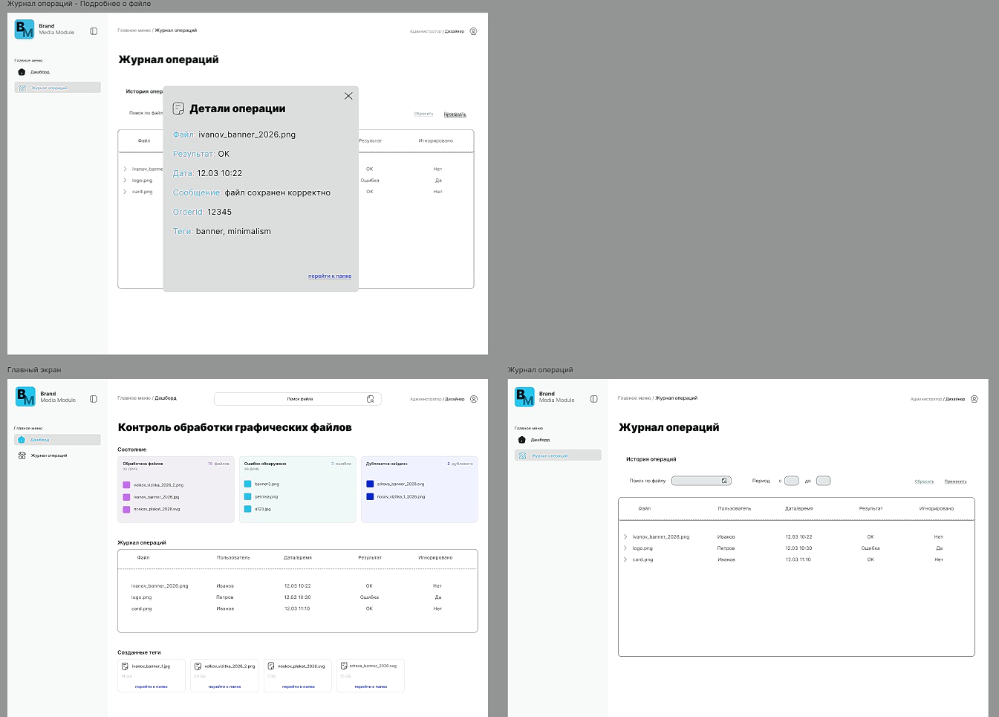 Журнал операций - Подробнее о файле
BM
Brand
Media Module
Главное меню / Журнал операций
Администратор / Дизайнер
Главное меню
Дашборд
Журнал операций
Журнал операций
История опер
Поиск по файл
Сбросить
Применить
Файл
Результат
Игнорировано
ivanov_banne
OK
Нет
logo.png
Ошибка
Да
card.png
OK
Нет
Детали операции
Файл: ivanov_banner_2026.png
Результат: OK
Дата: 12.03 10:22
Сообщение: файл сохранен корректно
OrderId: 12345
Теги: banner, minimalism
перейти к папке
Главный экран
BM
Brand
Media Module
Главное меню / Дашборд
Поиск файла
Администратор / Дизайнер
Главное меню
Дашборд
Журнал операций
Контроль обработки графических файлов
Состояние
Обработано файлов
10 файлов
за день
volkov_vizitka_2026_2.png
ivanov_banner_2026.jpg
noskov_plakat_2026.svg
Ошибок обнаружено
3 ошибки
за день
banner3.png
petrova.png
a123.jpg
Дубликатов найдено
2 дубликата
zdrava_banner_2026.svg
nosov_vizitka_1_2026.png
Журнал операций
Файл
Пользователь
Дата/время
Результат
Игнорировано
ivanov_banner_2026.png
Иванов
12.03 10:22
OK
Нет
logo.png
Петров
12.03 10:30
Ошибка
Да
card.png
Иванов
12.03 11:10
OK
Нет
Созданные теги
ivanov_banner_1.jpg
14 GB
перейти к папке
volkov_vizitka_2026_2.png
20 GB
перейти к папке
noskov_plakat_2026.svg
1 GB
перейти к папке
zdrava_banner_2026.svg
15 GB
перейти к папке
Журнал операций
BM
Brand
Media Module
Главное меню / Журнал операций
Администратор / Дизайнер
Главное меню
Дашборд
Журнал операций
Журнал операций
История операций
Поиск по файлу
Период
с
до
Сбросить
Применить
Файл
Пользователь
Дата/время
Результат
Игнорировано
ivanov_banner_2026.png
Иванов
12.03 10:22
OK
Нет
logo.png
Петров
12.03 10:30
Ошибка
Да
card.png
Иванов
12.03 11:10
OK
Нет